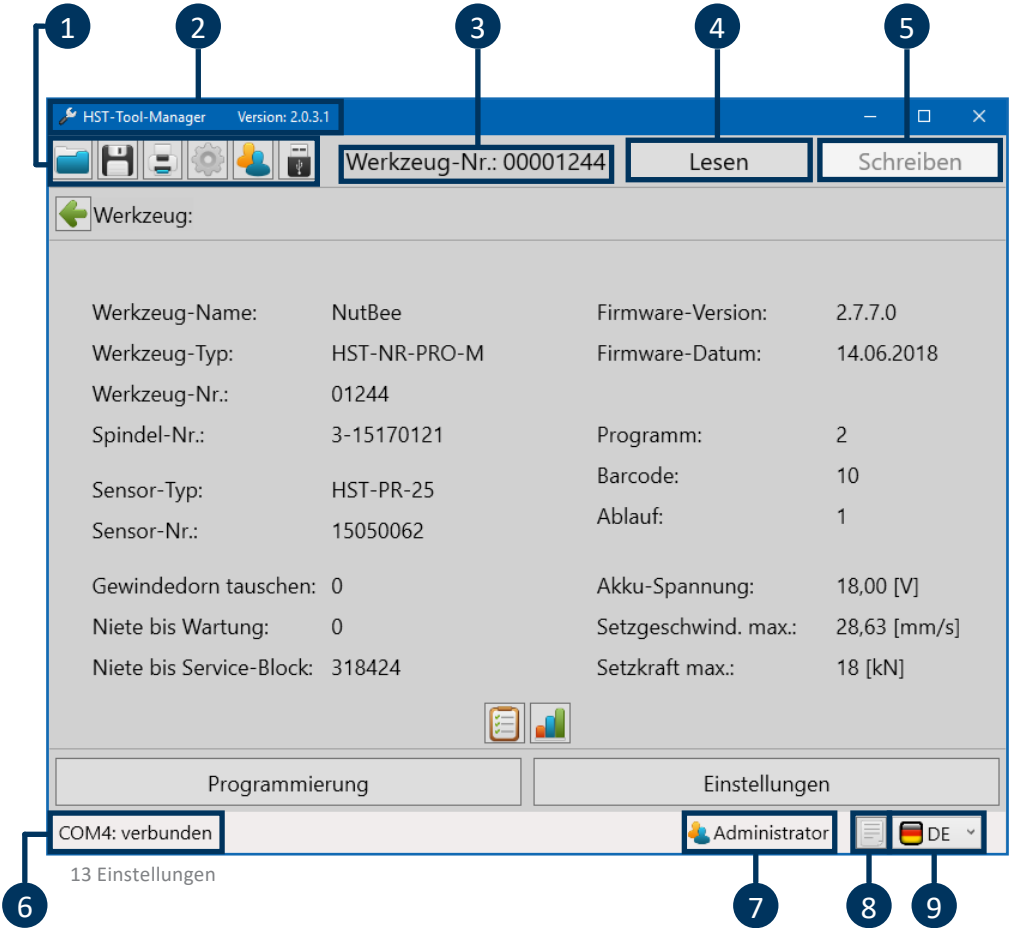 1 2 3 4 5
HST-Tool-Manager Version: 2.0.3.1
Werkzeug-Nr.: 00001244 Lesen Schreiben
Werkzeug:
Werkzeug-Name: NutBee Firmware-Version: 2.7.7.0
Werkzeug-Typ: HST-NR-PRO-M Firmware-Datum: 14.06.2018
Werkzeug-Nr.: 01244
Spindel-Nr.: 3-15170121 Programm: 2
Barcode: 10
Sensor-Typ: HST-PR-25
Ablauf: 1
Sensor-Nr.: 15050062
Gewindedorn tauschen: 0 Akku-Spannung: 18,00 [V]
Niete bis Wartung: 0 Setzgeschwind. max.: 28,63 [mm/s]
Niete bis Service-Block: 318424 Setzkraft max.: 18 [kN]
Programmierung Einstellungen
COM4: verbunden Administrator DE
13 Einstellungen
6 7 8 9